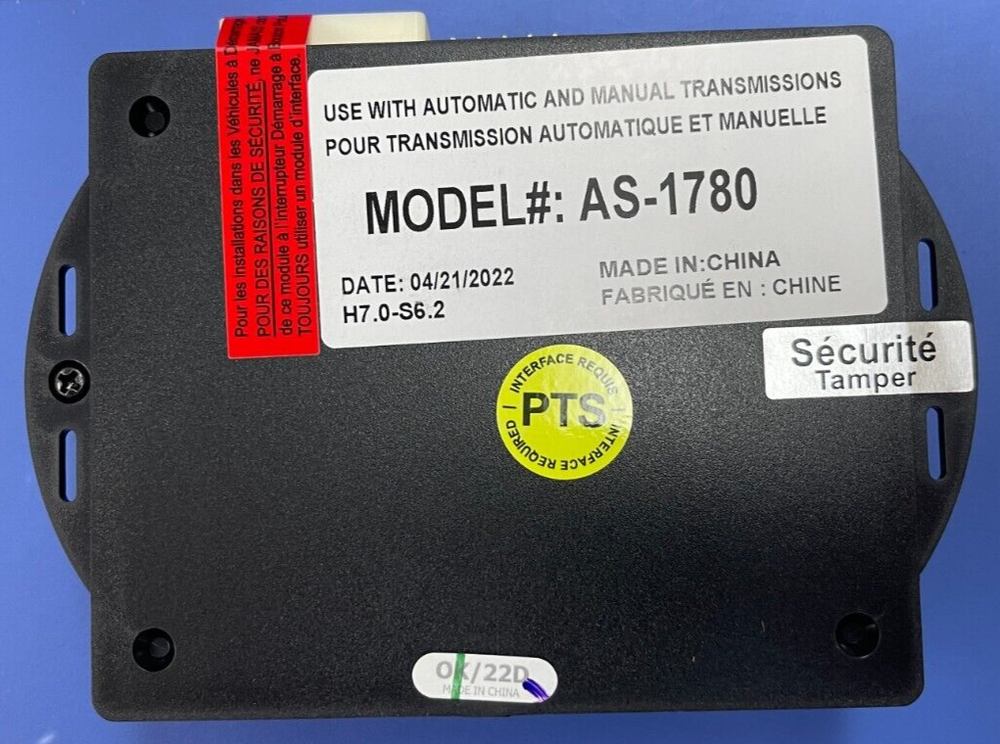 Pour les installations dans les Véhicules à
POUR DES RAISONS DE SÉCURITÉ, ne
de ce module à l'interrupteur Démarrage à
TOUJOURS utiliser un module d'interface.
USE WITH AUTOMATIC AND MANUAL TRANSMISSIONS
POUR TRANSMISSION AUTOMATIQUE ET MANUELLE
MODEL#: AS-1780
DATE: 04/21/2022
H7.0-S6.2
MADE IN:CHINA
FABRIQUÉ EN : CHINE
Sécurité
Tamper
INTERFACE REQUIS
PTS
INTERFACE REQUIRED
OK/22D
MADE IN CHINA